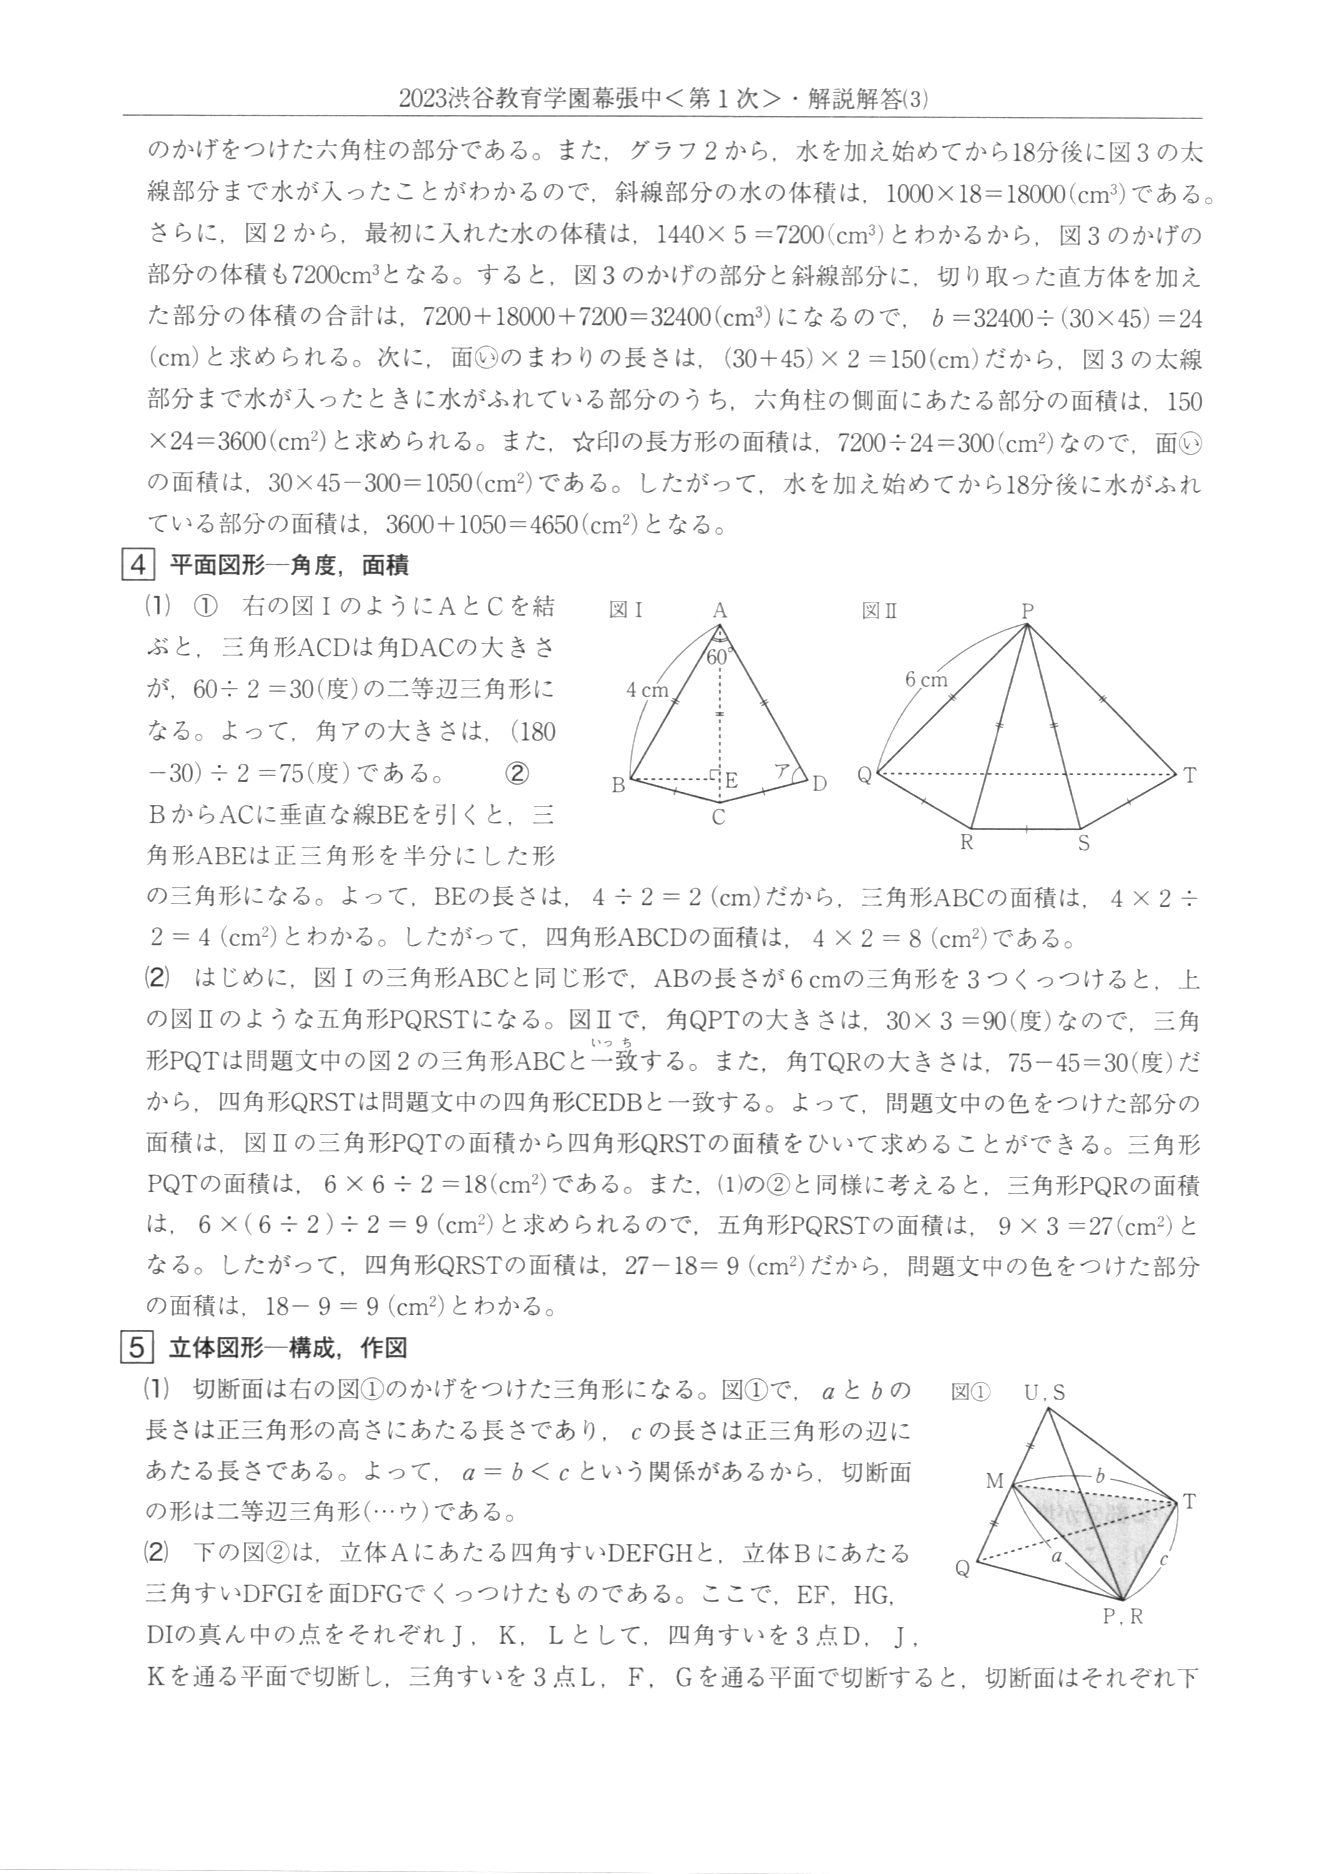 2023渋谷教育学園幕張中<第1次>・解説解答(3)
のかげをつけた六角柱の部分である。また，グラフ2から，水を加え始めてから18分後に図3の太
線部分まで水が入ったことがわかるので，斜線部分の水の体積は，1000×18＝18000(cm³)である。
さらに，図2から，最初に入れた水の体積は，1440×5＝7200(cm³)とわかるから，図3のかげの
部分の体積も7200cm³となる。すると，図3のかげの部分と斜線部分に，切り取った直方体を加え
た部分の体積の合計は，7200＋18000＋7200＝32400(cm³)になるので，b＝32400÷(30×45)＝24
(cm)と求められる。次に，面㋑のまわりの長さは，(30＋45)×2＝150(cm)だから，図3の太線
部分まで水が入ったときに水がふれている部分のうち，六角柱の側面にあたる部分の面積は，150
×24＝3600(cm²)と求められる。また，☆印の長方形の面積は，7200÷24＝300(cm²)なので，面㋑
の面積は，30×45－300＝1050(cm²)である。したがって，水を加え始めてから18分後に水がふれ
ている部分の面積は，3600＋1050＝4650(cm²)となる。
4 平面図形―角度，面積
(1) ① 右の図ⅠのようにAとCを結
ぶと，三角形ACDは角DACの大きさ
が，60÷2＝30(度)の二等辺三角形に
なる。よって，角アの大きさは，(180
－30)÷2＝75(度)である。 ②
BからACに垂直な線BEを引くと，三
角形ABEは正三角形を半分にした形
図Ⅰ
A
60°
4cm
B
E
ア
D
C
図Ⅱ
P
6cm
Q
T
R
S
の三角形になる。よって，BEの長さは，4÷2＝2(cm)だから，三角形ABCの面積は，4×2÷
2＝4(cm²)とわかる。したがって，四角形ABCDの面積は，4×2＝8(cm²)である。
(2) はじめに，図Ⅰの三角形ABCと同じ形で，ABの長さが6cmの三角形を3つくっつけると，上
の図Ⅱのような五角形PQRSTになる。図Ⅱで，角QPTの大きさは，30×3＝90(度)なので，三角
いっち
形PQTは問題文中の図2の三角形ABCと一致する。また，角TQRの大きさは，75－45＝30(度)だ
から，四角形QRSTは問題文中の四角形CEDBと一致する。よって，問題文中の色をつけた部分の
面積は，図Ⅱの三角形PQTの面積から四角形QRSTの面積をひいて求めることができる。三角形
PQTの面積は，6×6÷2＝18(cm²)である。また，(1)の②と同様に考えると，三角形PQRの面積
は，6×(6÷2)÷2＝9(cm²)と求められるので，五角形PQRSTの面積は，9×3＝27(cm²)と
なる。したがって，四角形QRSTの面積は，27－18＝9(cm²)だから，問題文中の色をつけた部分
の面積は，18－9＝9(cm²)とわかる。
5 立体図形―構成，作図
(1) 切断面は右の図①のかげをつけた三角形になる。図①で，aとbの
長さは正三角形の高さにあたる長さであり，cの長さは正三角形の辺に
あたる長さである。よって，a＝b＜cという関係があるから，切断面
の形は二等辺三角形(…ウ)である。
(2) 下の図②は，立体Aにあたる四角すいDEFGHと，立体Bにあたる
三角すいDFGIを面DFGでくっつけたものである。ここで，EF，HG，
DIの真ん中の点をそれぞれJ，K，Lとして，四角すいを3点D，J，
図①
U，S
M
b
T
a
c
Q
P，R
Kを通る平面で切断し，三角すいを3点L，F，Gを通る平面で切断すると，切断面はそれぞれ下